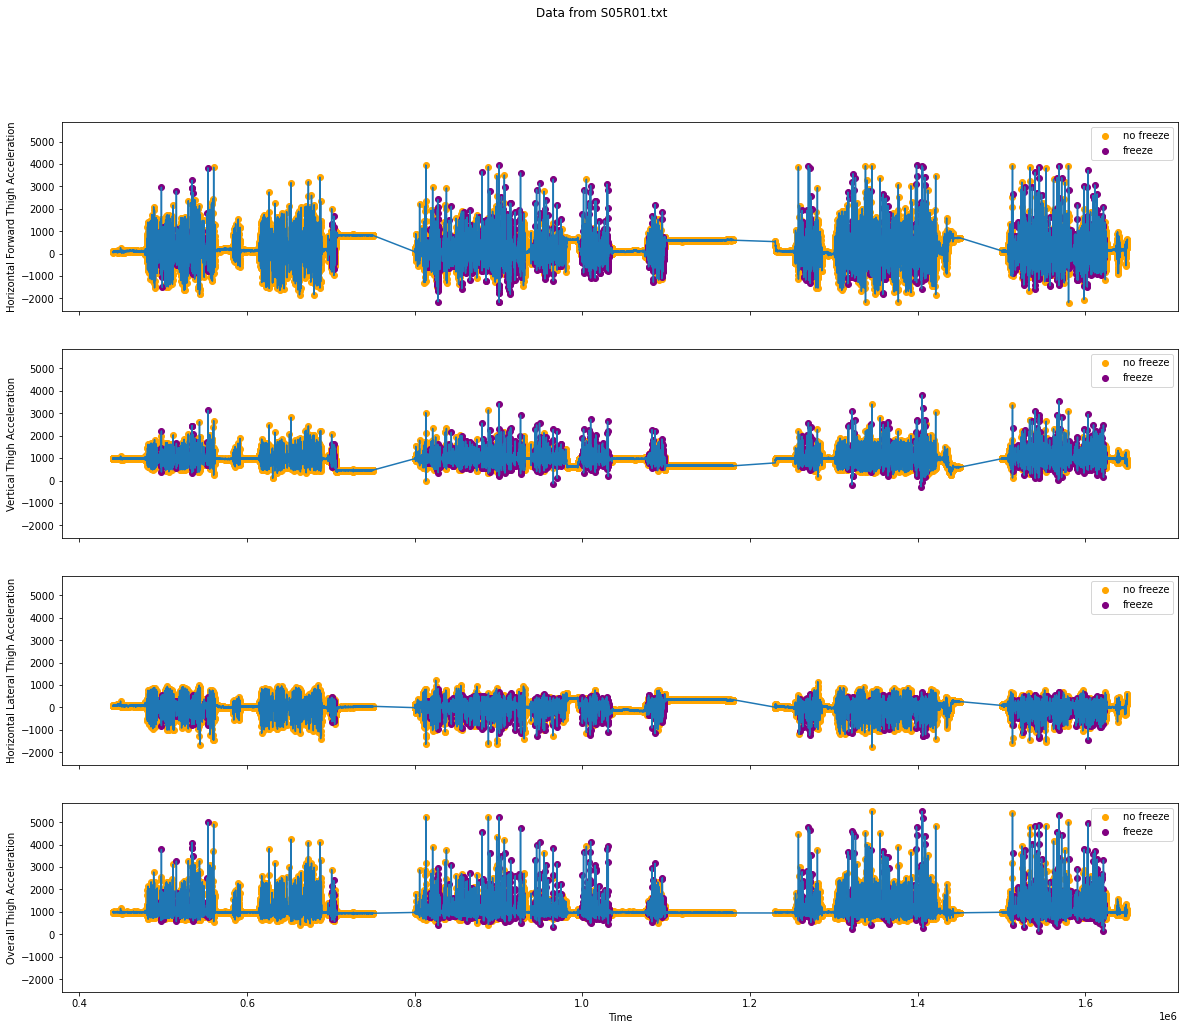 Data from S05R01.txt
Horizontal Forward Thigh Acceleration
5000
4000
3000
2000
1000
0
−1000
−2000
no freeze
freeze
Vertical Thigh Acceleration
5000
4000
3000
2000
1000
0
−1000
−2000
no freeze
freeze
Horizontal Lateral Thigh Acceleration
5000
4000
3000
2000
1000
0
−1000
−2000
no freeze
freeze
Overall Thigh Acceleration
5000
4000
3000
2000
1000
0
−1000
−2000
no freeze
freeze
0.4 0.6 0.8 1.0 1.2 1.4 1.6
Time
1e6